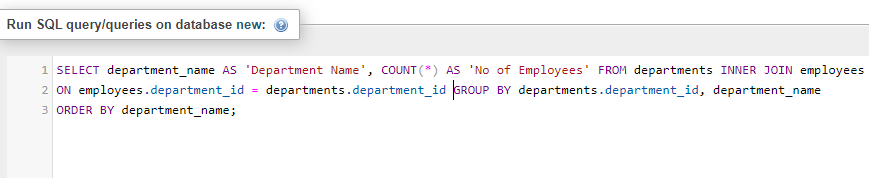 Run SQL query/queries on database new:
1 SELECT department_name AS 'Department Name', COUNT(*) AS 'No of Employees' FROM departments INNER JOIN employees
2 ON employees.department_id = departments.department_id GROUP BY departments.department_id, department_name
3 ORDER BY department_name;